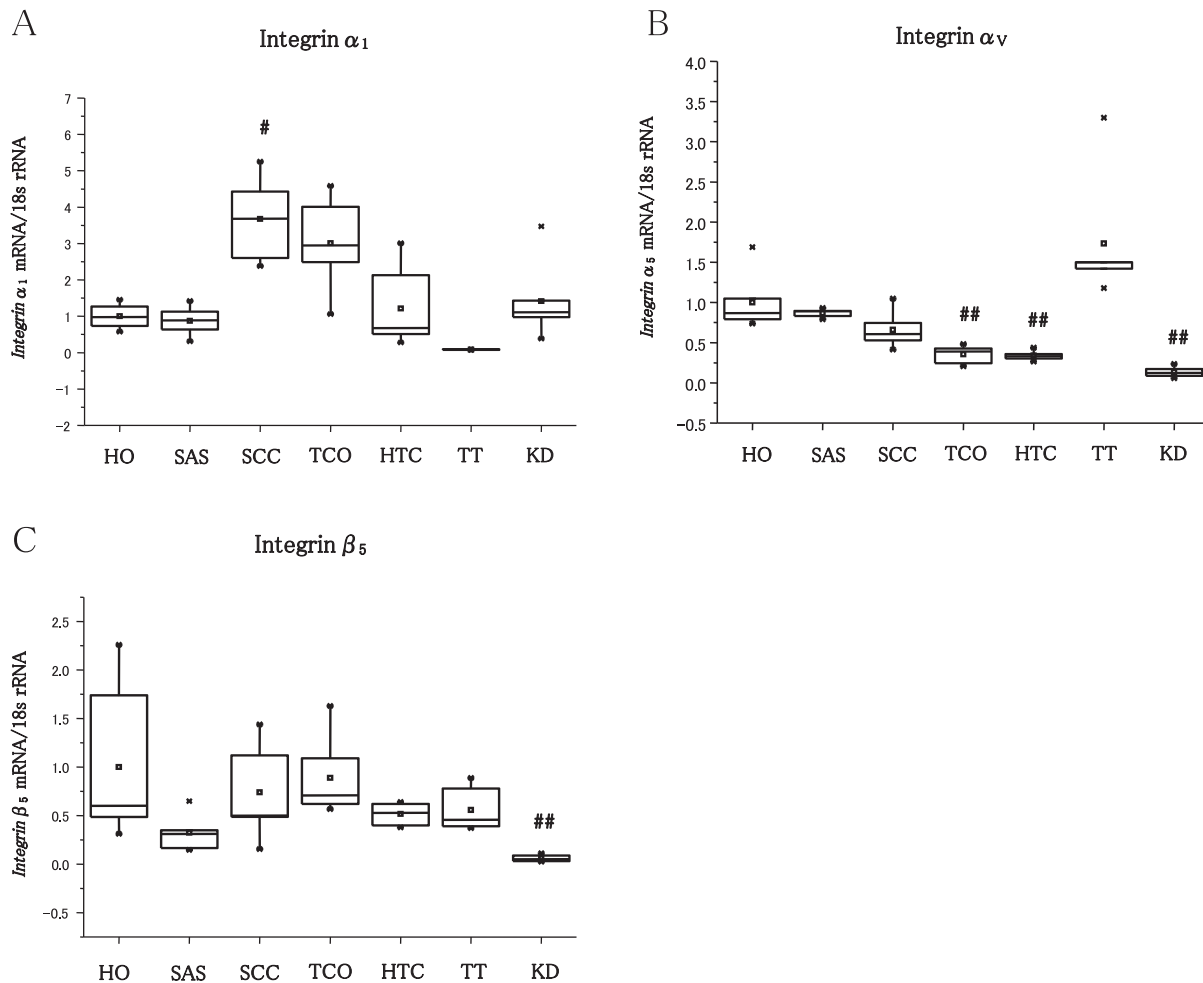 A
Integrin α₁
Integrin α₁ mRNA/18s rRNA
7
6
5
4
3
2
1
0
−1
−2
#
HO SAS SCC TCO HTC TT KD
B
Integrin αV
Integrin α₅ mRNA/18s rRNA
4.0
3.5
3.0
2.5
2.0
1.5
1.0
0.5
0.0
−0.5
## ## ##
HO SAS SCC TCO HTC TT KD
C
Integrin β₅
Integrin β₅ mRNA/18s rRNA
2.5
2.0
1.5
1.0
0.5
0.0
−0.5
##
HO SAS SCC TCO HTC TT KD